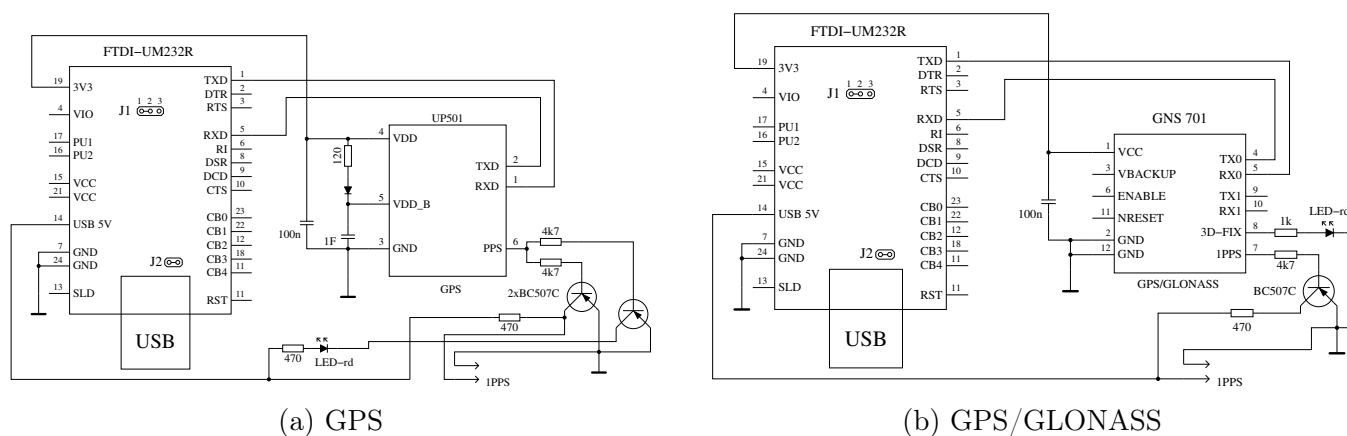 FTDI−UM232R
19
3V3
TXD
1
DTR
2
RTS
3
4
VIO
J1
1 2 3
17
PU1
16
PU2
RXD
5
RI
6
DSR
8
DCD
9
CTS
10
15
VCC
21
VCC
14
USB 5V
CB0
23
CB1
22
CB2
12
CB3
18
CB4
11
7
GND
24
GND
J2
13
SLD
RST
11
USB
UP501
4
VDD
120
TXD
2
RXD
1
5
VDD_B
100n
1F
3
GND
PPS
6
GPS
4k7
4k7
2xBC507C
470
470
LED−rd
1PPS
(a) GPS
FTDI−UM232R
19
3V3
TXD
1
DTR
2
RTS
3
4
VIO
J1
1 2 3
17
PU1
16
PU2
RXD
5
RI
6
DSR
8
DCD
9
CTS
10
15
VCC
21
VCC
14
USB 5V
CB0
23
CB1
22
CB2
12
CB3
18
CB4
11
7
GND
24
GND
J2
13
SLD
RST
11
USB
GNS 701
1
VCC
TX0
4
RX0
5
3
VBACKUP
6
ENABLE
TX1
9
RX1
10
11
NRESET
100n
2
GND
12
GND
3D−FIX
8
1PPS
7
GPS/GLONASS
1k
LED−rd
4k7
BC507C
470
1PPS
(b) GPS/GLONASS